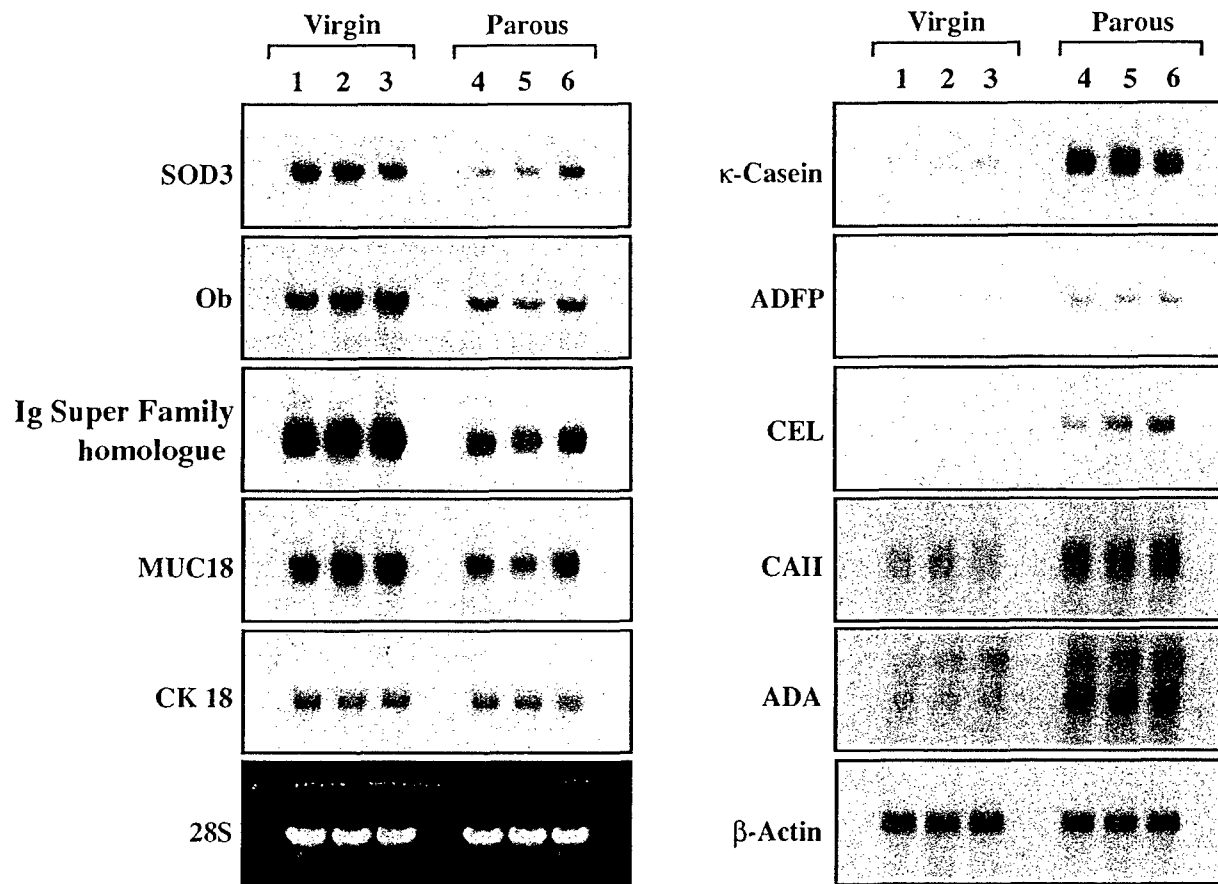 Virgin Parous
1 2 3 4 5 6
SOD3
Ob
Ig Super Family
homologue
MUC18
CK 18
28S
Virgin Parous
1 2 3 4 5 6
κ-Casein
ADFP
CEL
CAII
ADA
β-Actin